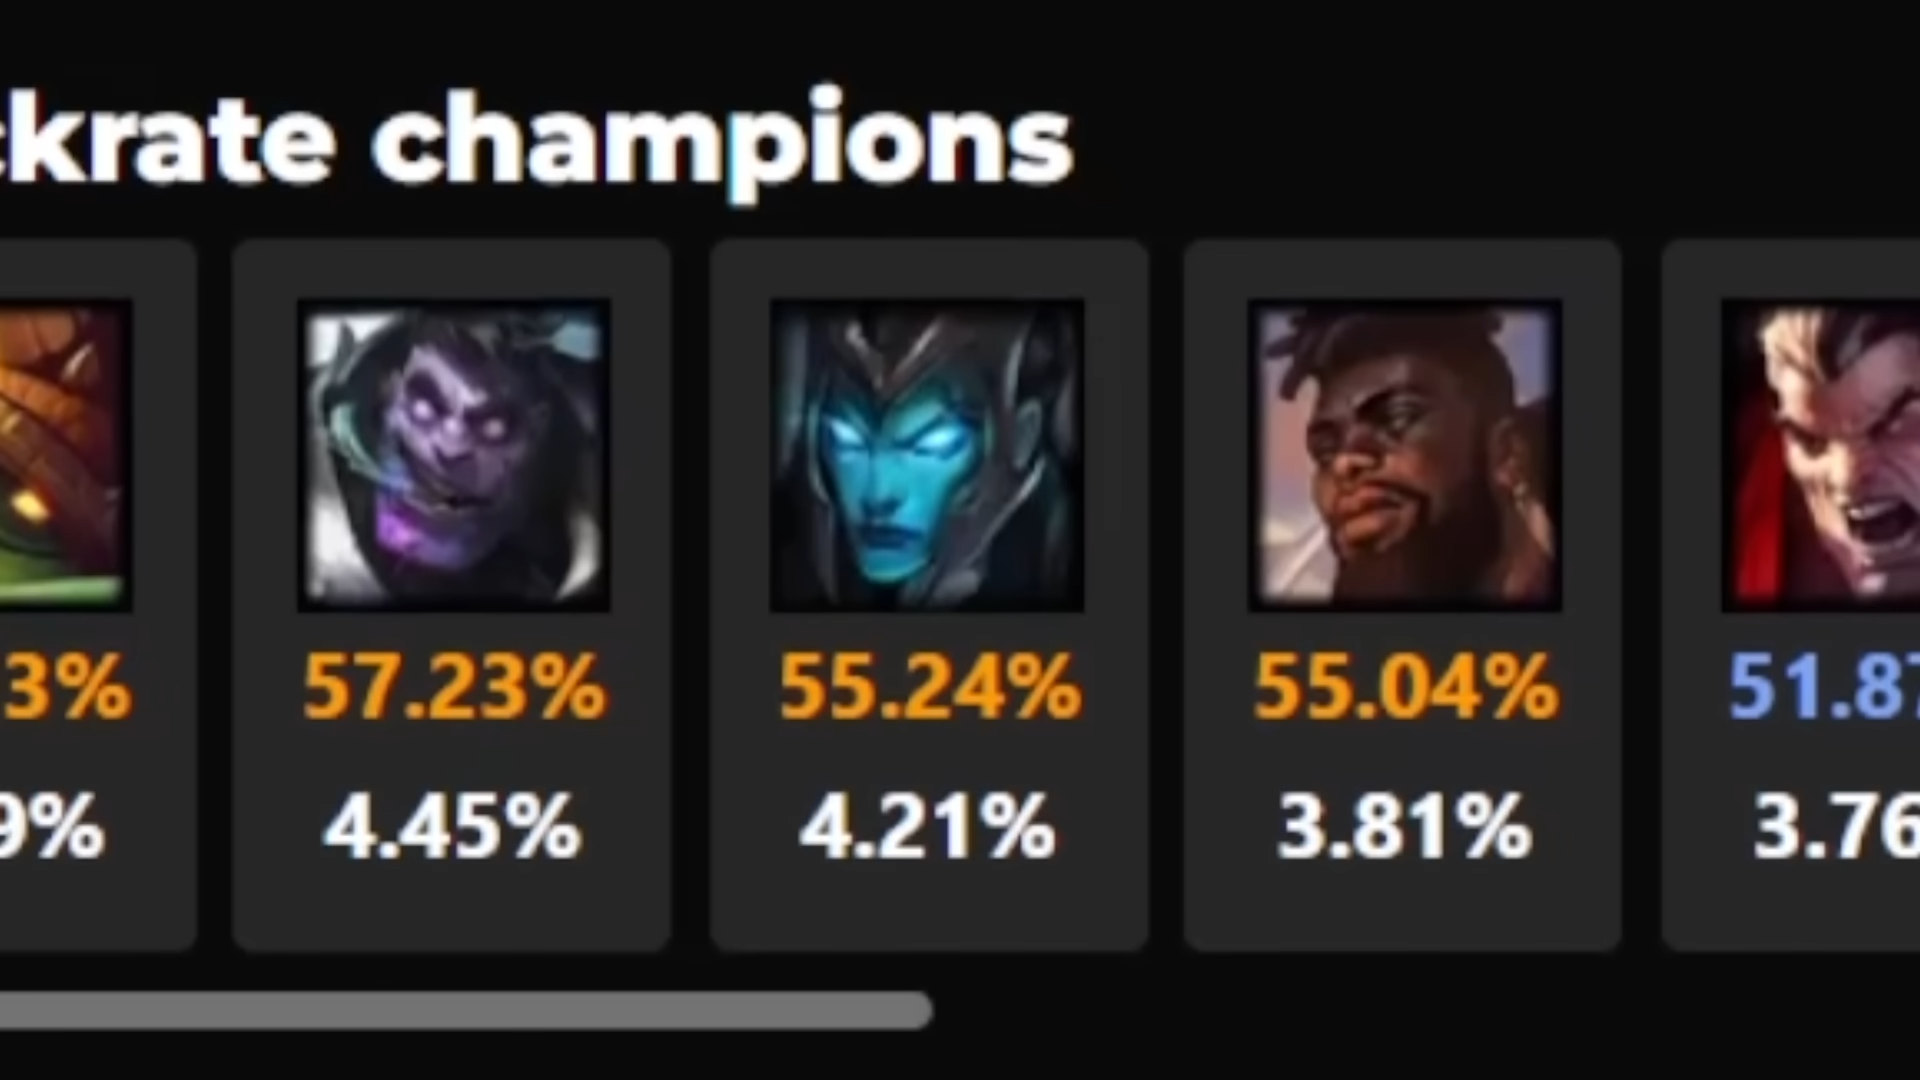 ckrate champions
3% 57.23% 55.24% 55.04% 51.87
9% 4.45% 4.21% 3.81% 3.76